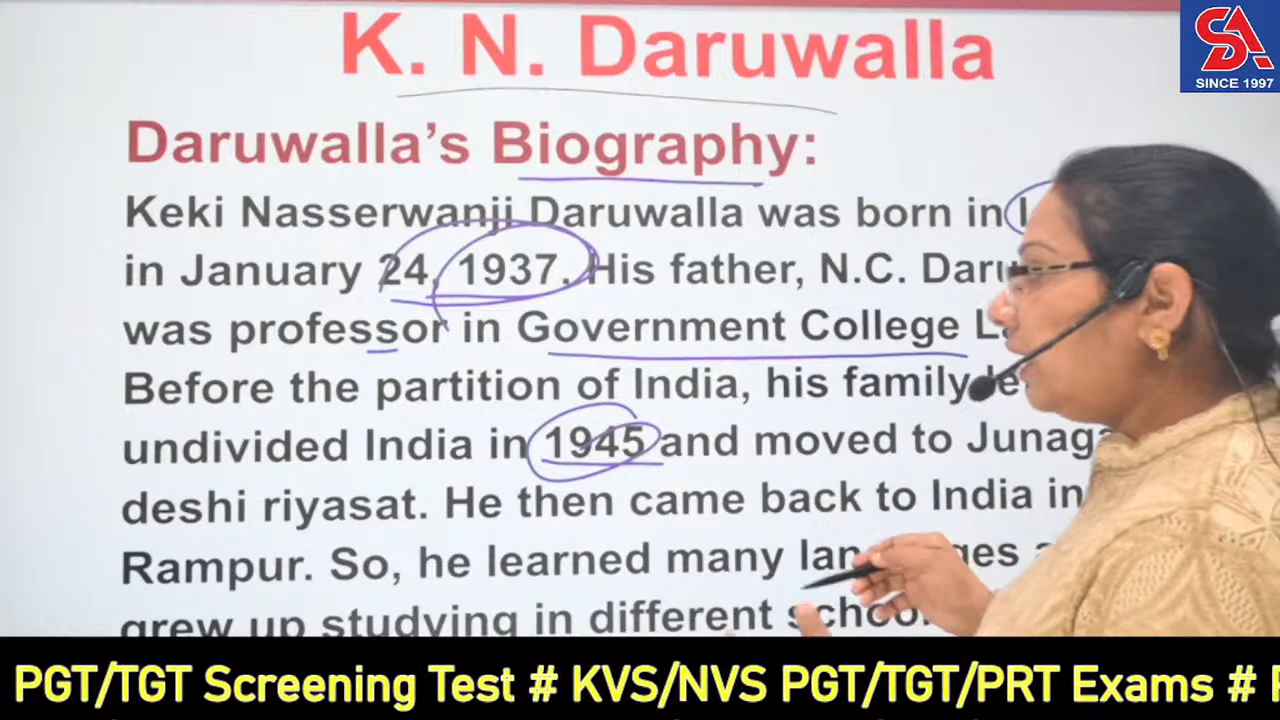 K. N. Daruwalla
SA
SINCE 1997
Daruwalla’s Biography:
Keki Nasserwanji Daruwalla was born in
in January 24, 1937. His father, N.C.
was professor in Government College
Before the partition of India, his family
undivided India in 1945 and moved to
deshi riyasat. He then came back to India in
Rampur. So, he learned many
grew up studying in different
PGT/TGT Screening Test # KVS/NVS PGT/TGT/PRT Exams #